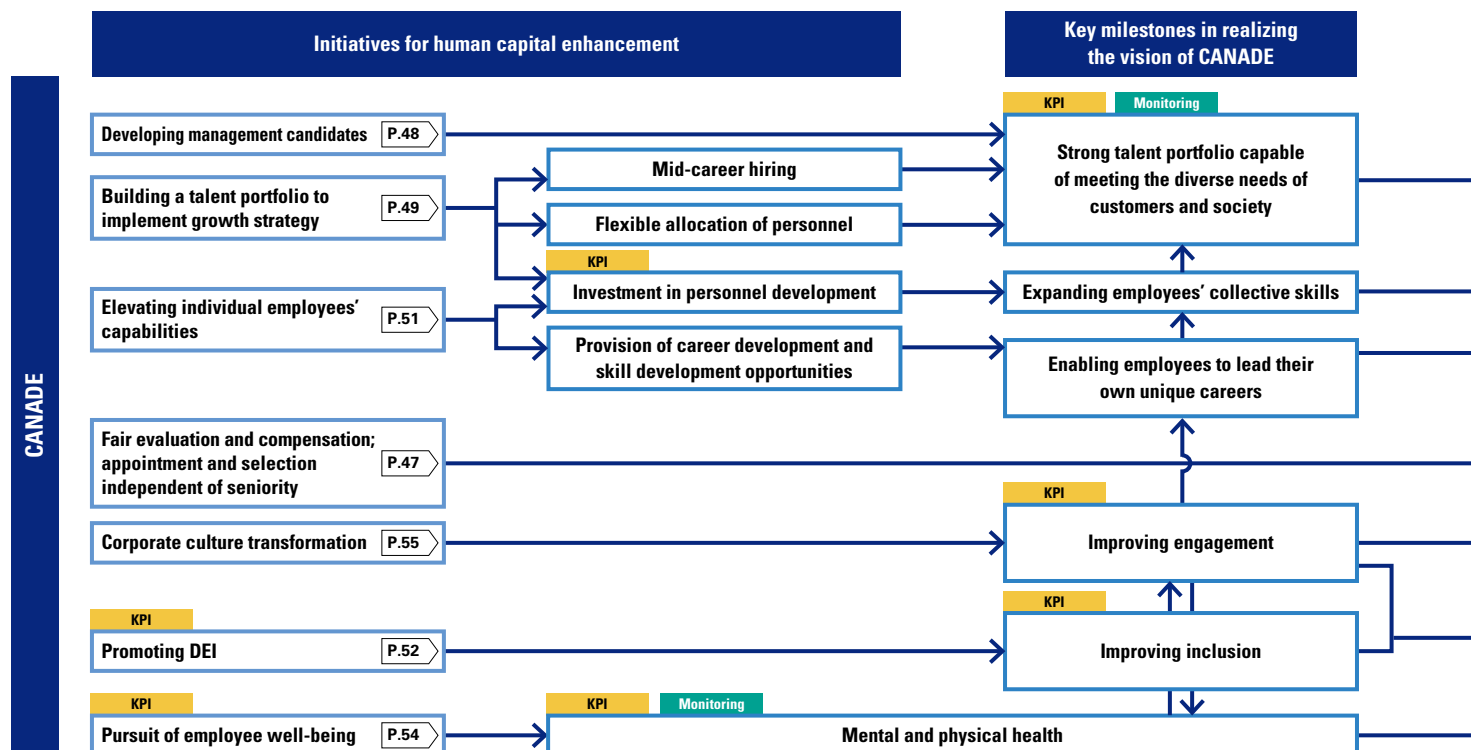 Initiatives for human capital enhancement
Key milestones in realizing
the vision of CANADE
CANADE
KPI
Monitoring
Developing management candidates
P.48
Mid-career hiring
Strong talent portfolio capable
of meeting the diverse needs of
customers and society
Building a talent portfolio to
implement growth strategy
P.49
Flexible allocation of personnel
KPI
Investment in personnel development
Expanding employees’ collective skills
Elevating individual employees’
capabilities
P.51
Provision of career development and
skill development opportunities
Enabling employees to lead their
own unique careers
Fair evaluation and compensation;
appointment and selection
independent of seniority
P.47
KPI
Corporate culture transformation
P.55
Improving engagement
KPI
KPI
Promoting DEI
P.52
Improving inclusion
KPI
KPI
Monitoring
Pursuit of employee well-being
P.54
Mental and physical health